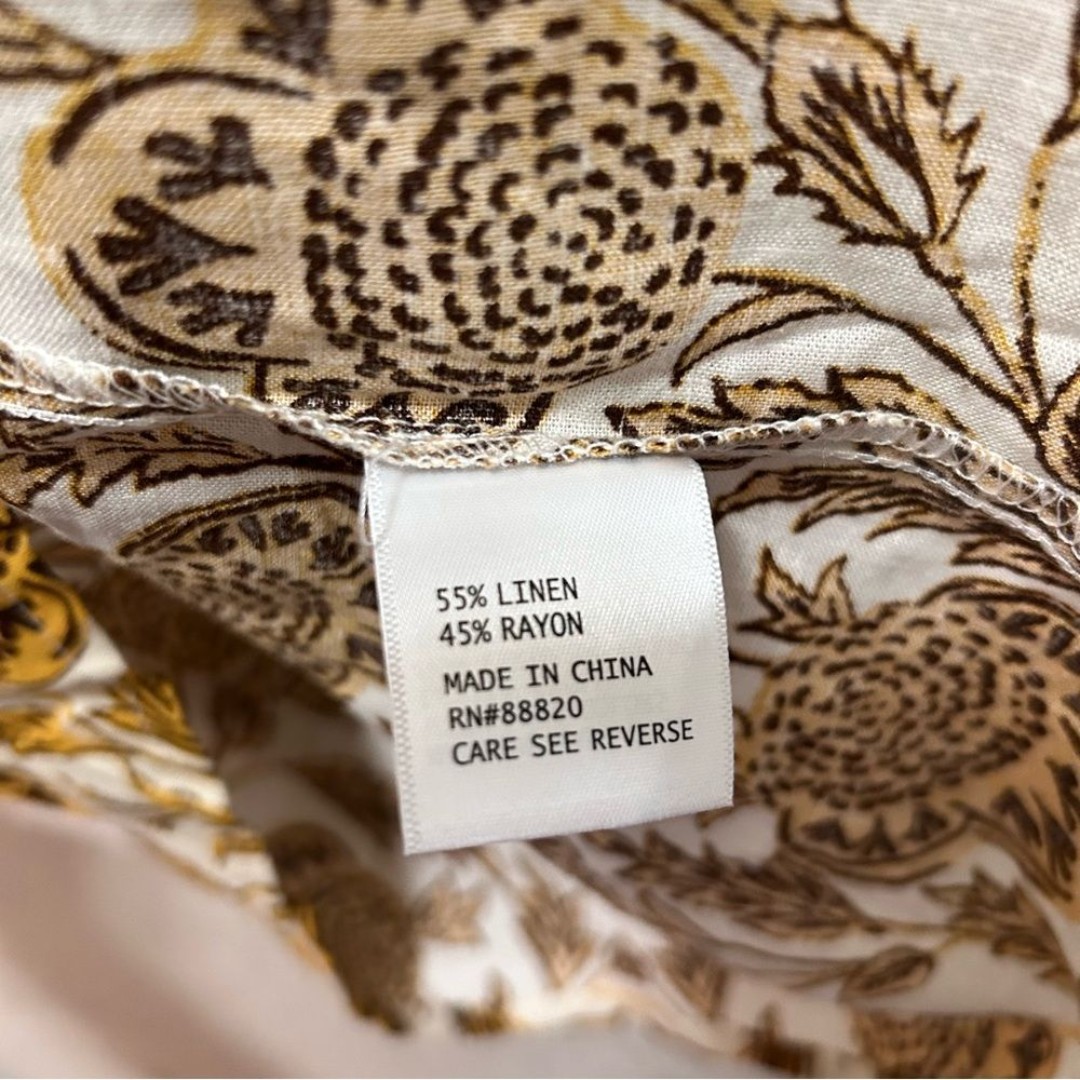 55% LINEN
45% RAYON
MADE IN CHINA
RN#88820
CARE SEE REVERSE